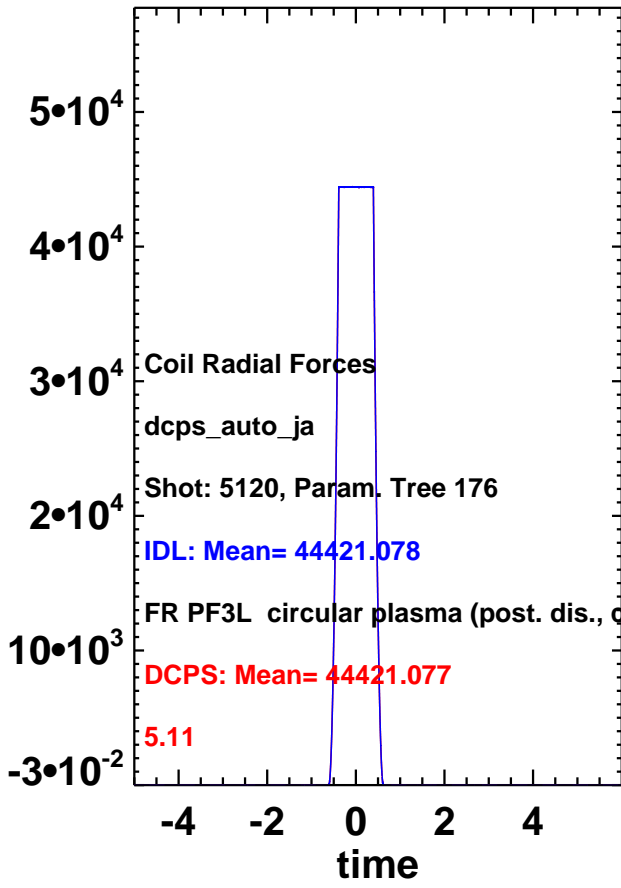 5•10⁴
4•10⁴
3•10⁴
2•10⁴
10•10³
-3•10⁻²
Coil Radial Forces
dcps_auto_ja
Shot: 5120, Param. Tree 176
IDL: Mean= 44421.078
FR PF3L  circular plasma (post. dis., c
DCPS: Mean= 44421.077
5.11
-4 -2 0 2 4
time